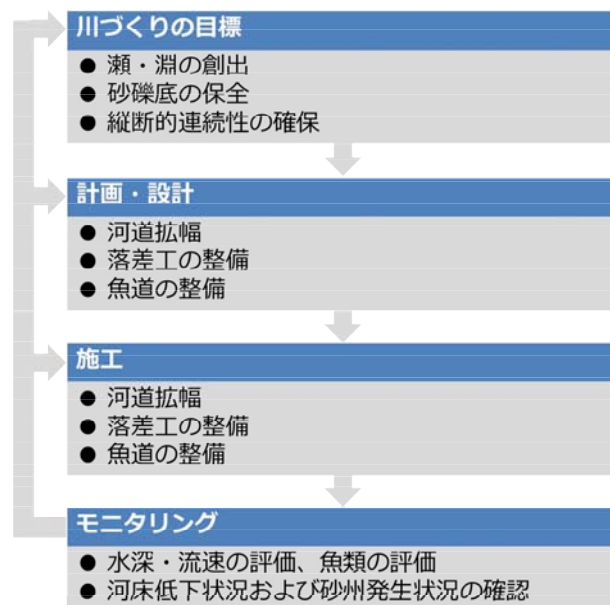 川づくりの目標
● 瀬・淵の創出
● 砂礫底の保全
● 縦断的連続性の確保
計画・設計
● 河道拡幅
● 落差工の整備
● 魚道の整備
施工
● 河道拡幅
● 落差工の整備
● 魚道の整備
モニタリング
● 水深・流速の評価、魚類の評価
● 河床低下状況および砂州発生状況の確認